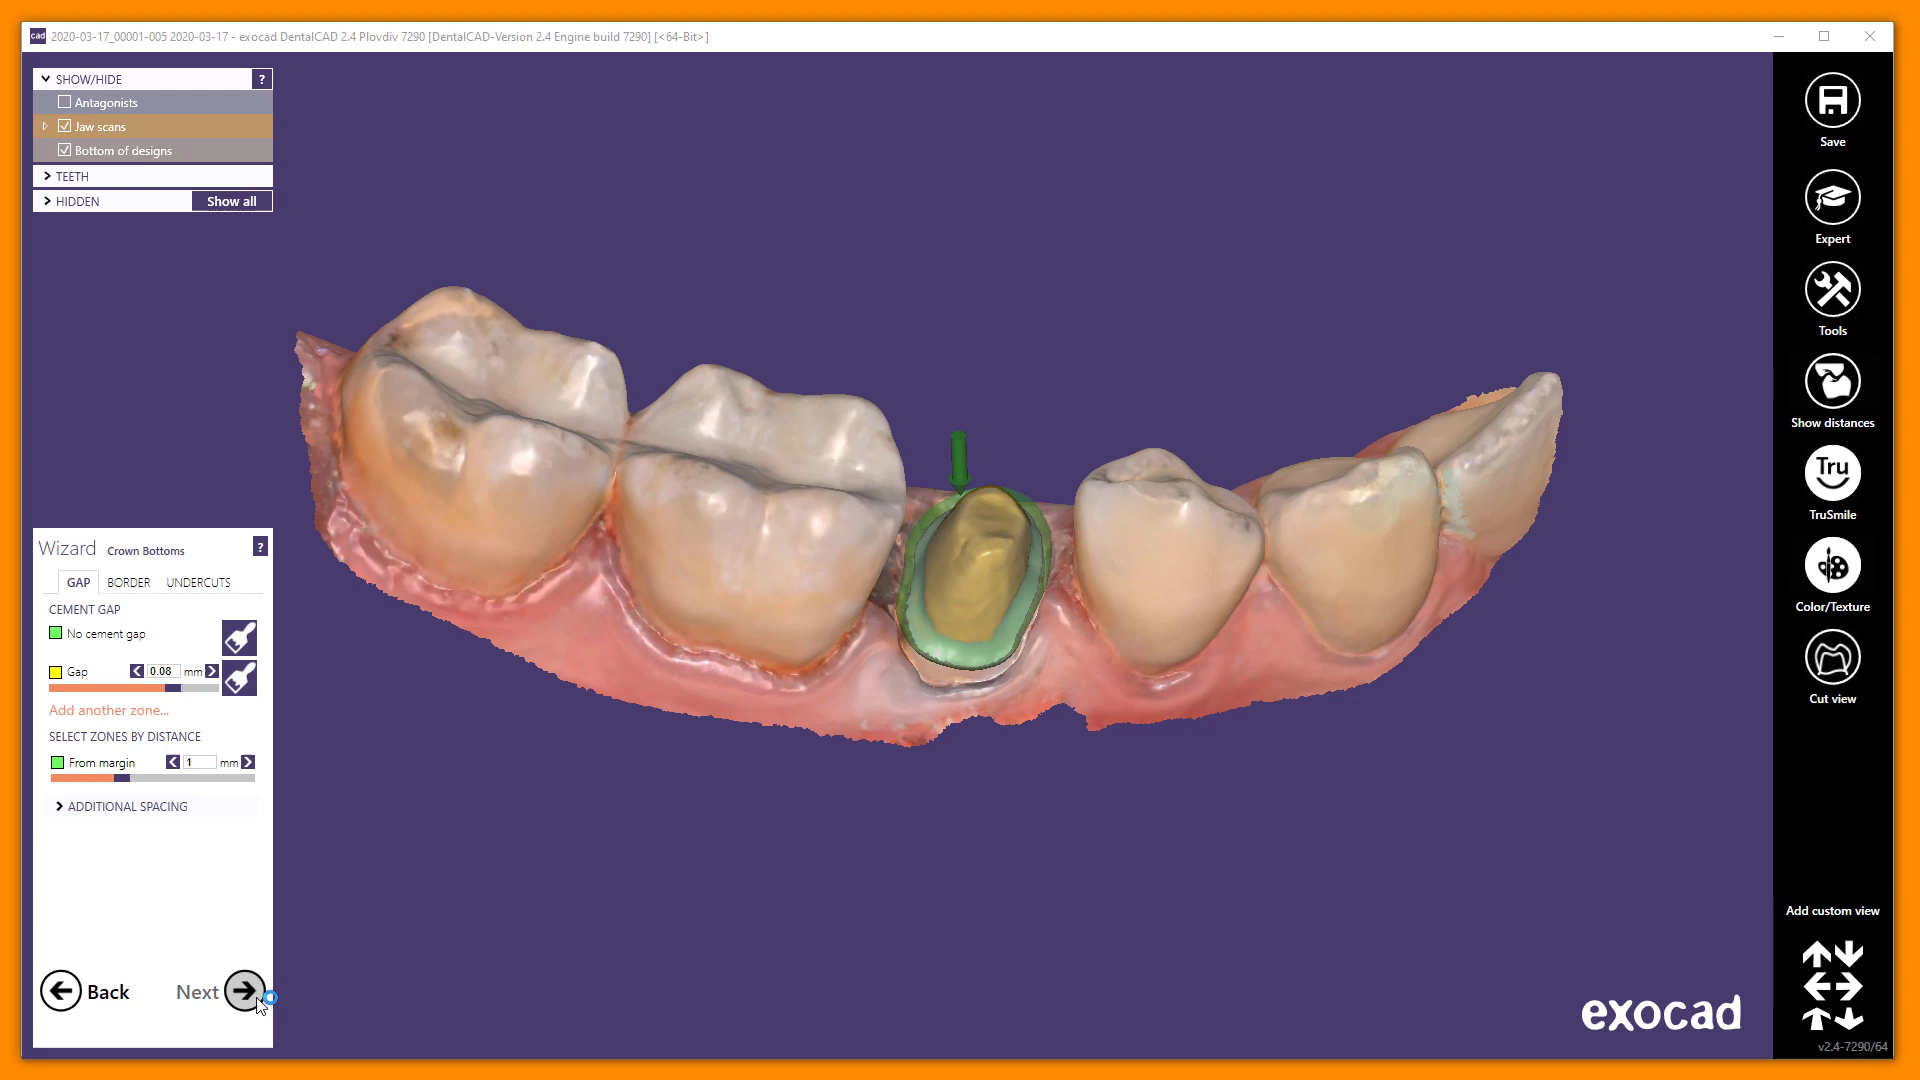 cad 2020-03-17_00001-005 2020-03-17 - exocad DentalCAD 2.4 Plovdiv 7290 [DentalCAD-Version 2.4 Engine build 7290] [<64-Bit>]
SHOW/HIDE ?
Antagonists
Jaw scans
Bottom of designs
TEETH
HIDDEN Show all
Wizard Crown Bottoms ?
GAP BORDER UNDERCUTS
CEMENT GAP
No cement gap
Gap 0.08 mm
Add another zone...
SELECT ZONES BY DISTANCE
From margin 1 mm
ADDITIONAL SPACING
Back Next
Save
Expert
Tools
Show distances
Tru
TruSmile
Color/Texture
Cut view
Add custom view
exocad
v2.4-7290/64